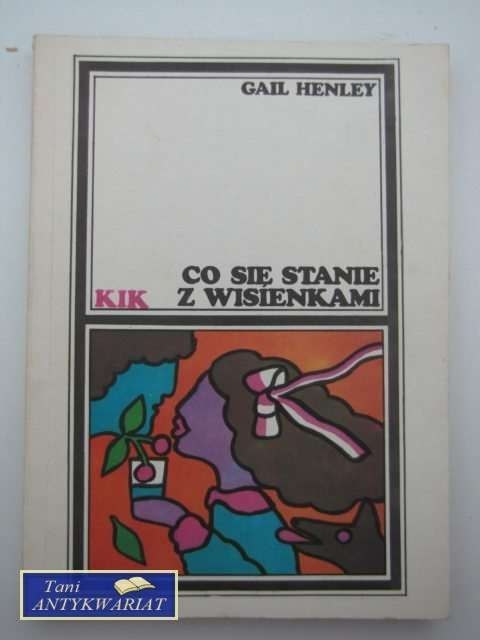 GAIL HENLEY
CO SIĘ STANIE
KIK Z WISIENKAMI
Tani
ANTYKWARIAT